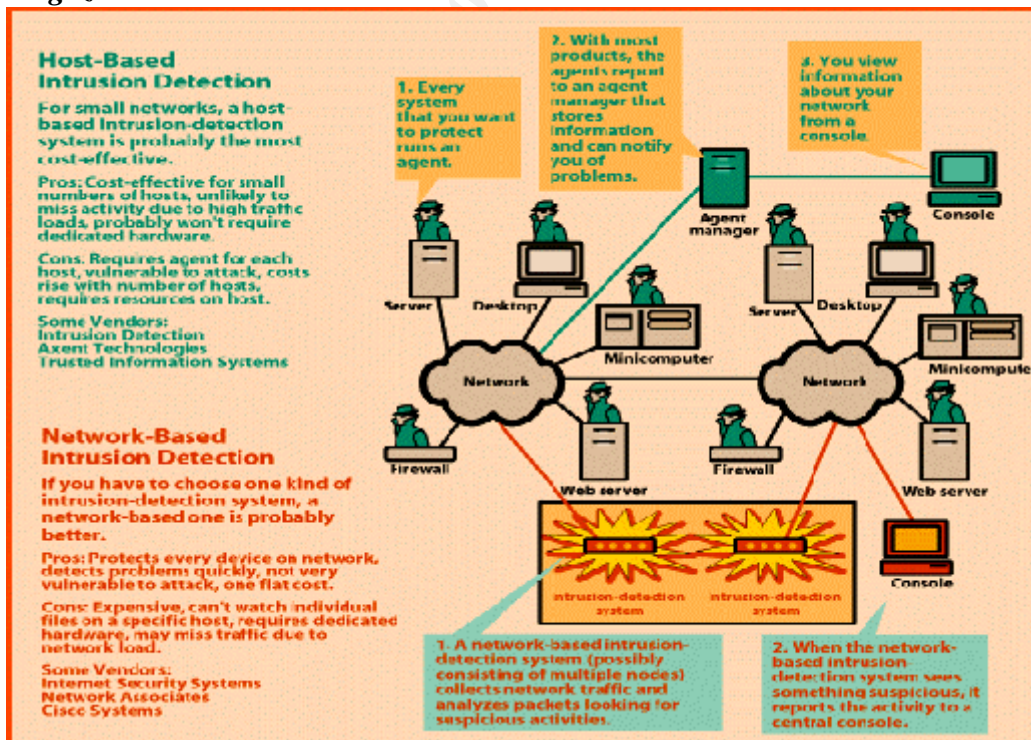 Host-Based
Intrusion Detection
For small networks, a host-
based intrusion-detection
system is probably the most
cost-effective.
Pros: Cost-effective for small
numbers of hosts, unlikely to
miss activity due to high traffic
loads, probably won't require
dedicated hardware.
Cons. Requires agent for each
host, vulnerable to attack, costs
rise with number of hosts,
requires resources on host.
Some Vendors:
Intrusion Detection
Axent Technologies
Trusted Information Systems
1. Every
system
that you want
to protect
runs an
agent.
2. With most
products, the
agents report
to an agent
manager that
stores
information
and can notify
you of
problems.
3. You view
information
about your
network
from a
console.
Agent
manager
Console
Server
Desktop
Minicomputer
Network
Firewall
Web server
Server
Desktop
Minicompute
Network
Firewall
Web server
Network-Based
Intrusion Detection
If you have to choose one kind of
intrusion-detection system, a
network-based one is probably
better.
Pros: Protects every device on network,
detects problems quickly, not very
vulnerable to attack, one flat cost.
Cons: Expensive, can't watch individual
files on a specific host, requires dedicated
hardware, may miss traffic due to
network load.
Some Vendors:
Internet Security Systems
Network Associates
Cisco Systems
intrusion-detection
system
intrusion-detection
system
Console
1. A network-based intrusion-
detection system (possibly
consisting of multiple nodes)
collects network traffic and
analyzes packets looking for
suspicious activities.
2. When the network-
based intrusion-
detection system sees
something suspicious, it
reports the activity to a
central console.